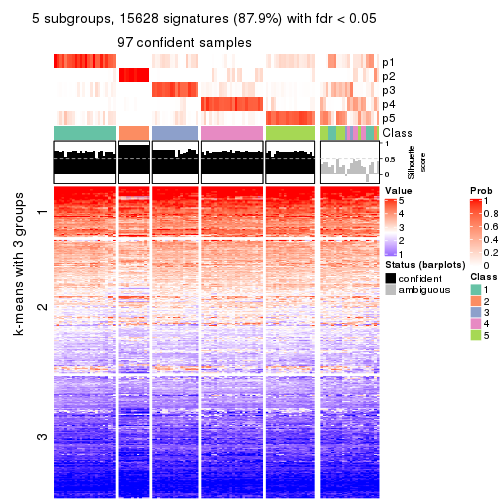 5 subgroups, 15628 signatures (87.9%) with fdr < 0.05
97 confident samples
p1
p2
p3
p4
p5
Class
1
0.5
0
Silhouette
score
k-means with 3 groups
1
2
3
Value
5
4
3
2
1
Status (barplots)
confident
ambiguous
Prob
1
0.8
0.6
0.4
0.2
0
Class
1
2
3
4
5